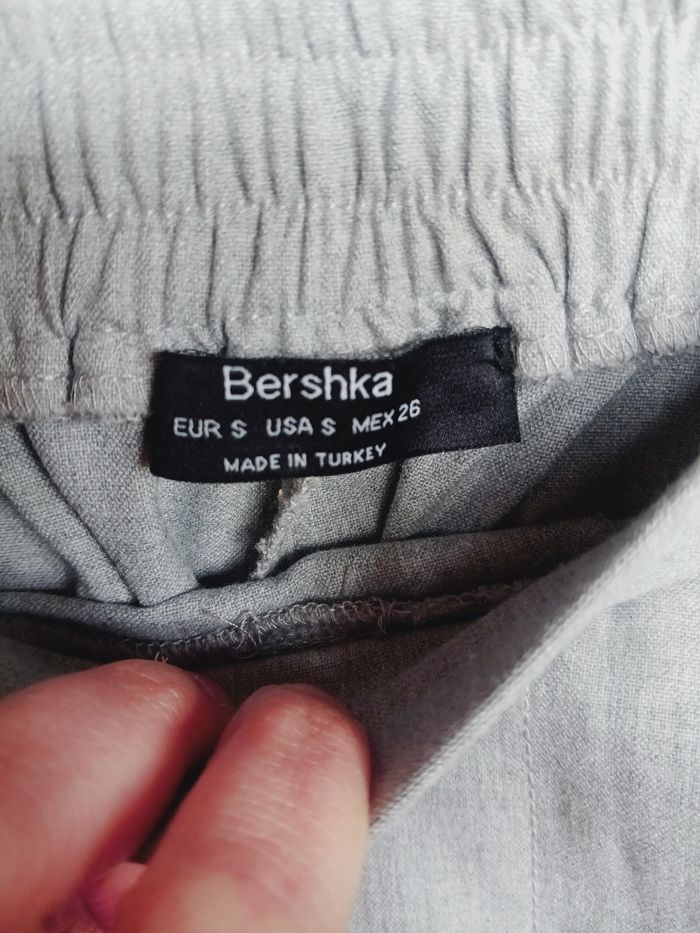 Bershka
EUR S USA S MEX 26
MADE IN TURKEY